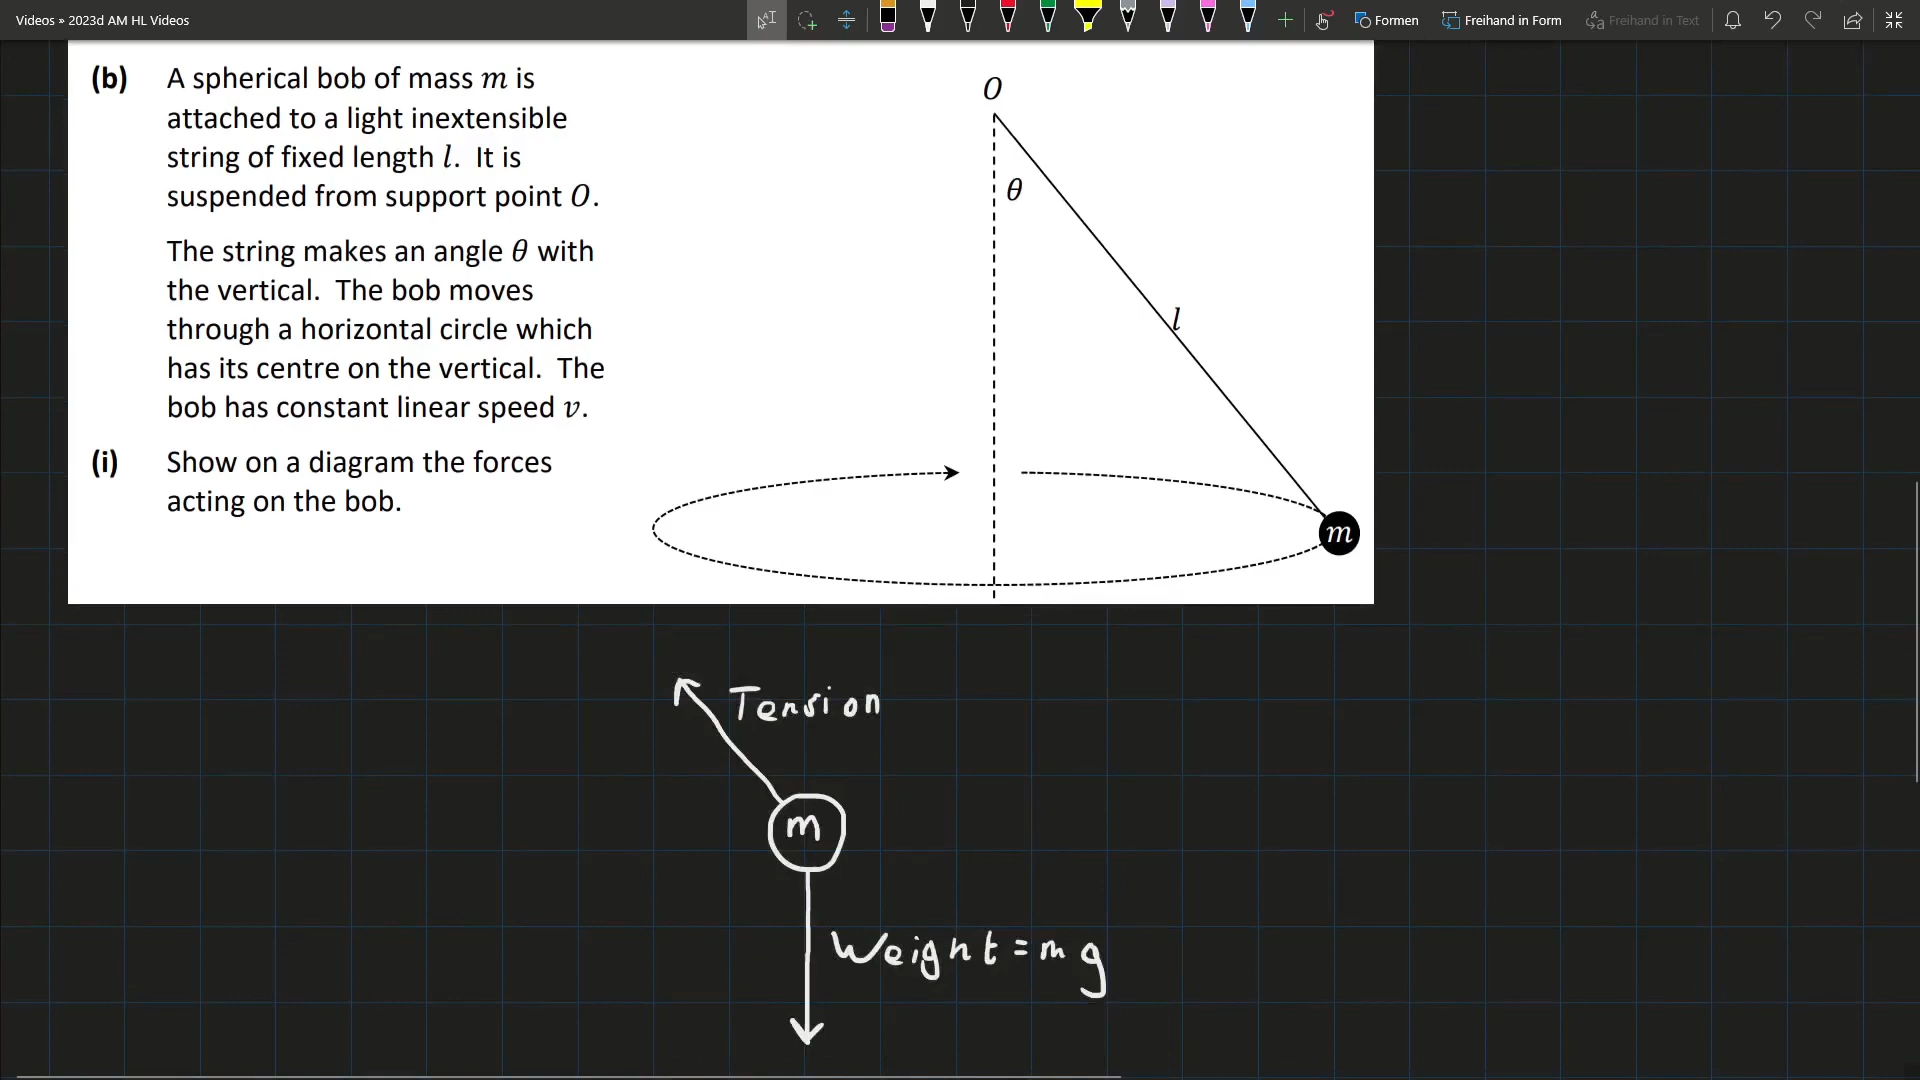 Videos » 2023d AM HL Videos
Formen
Freihand in Form
Freihand in Text
(b) A spherical bob of mass m is
attached to a light inextensible
string of fixed length l. It is
suspended from support point O.
The string makes an angle θ with
the vertical. The bob moves
through a horizontal circle which
has its centre on the vertical. The
bob has constant linear speed v.
(i) Show on a diagram the forces
acting on the bob.
O
θ
l
m
Tension
m
Weight = mg